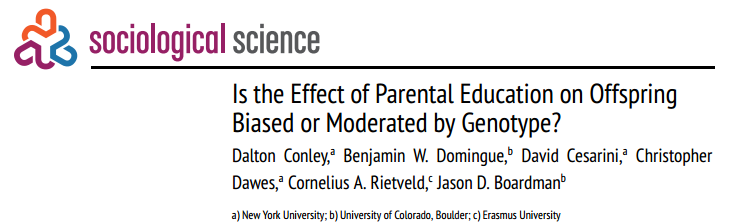 sociological science
Is the Effect of Parental Education on Offspring
Biased or Moderated by Genotype?
Dalton Conley,a Benjamin W. Domingue,b David Cesarini,a Christopher
Dawes,a Cornelius A. Rietveld,c Jason D. Boardmanb
a) New York University; b) University of Colorado, Boulder; c) Erasmus University